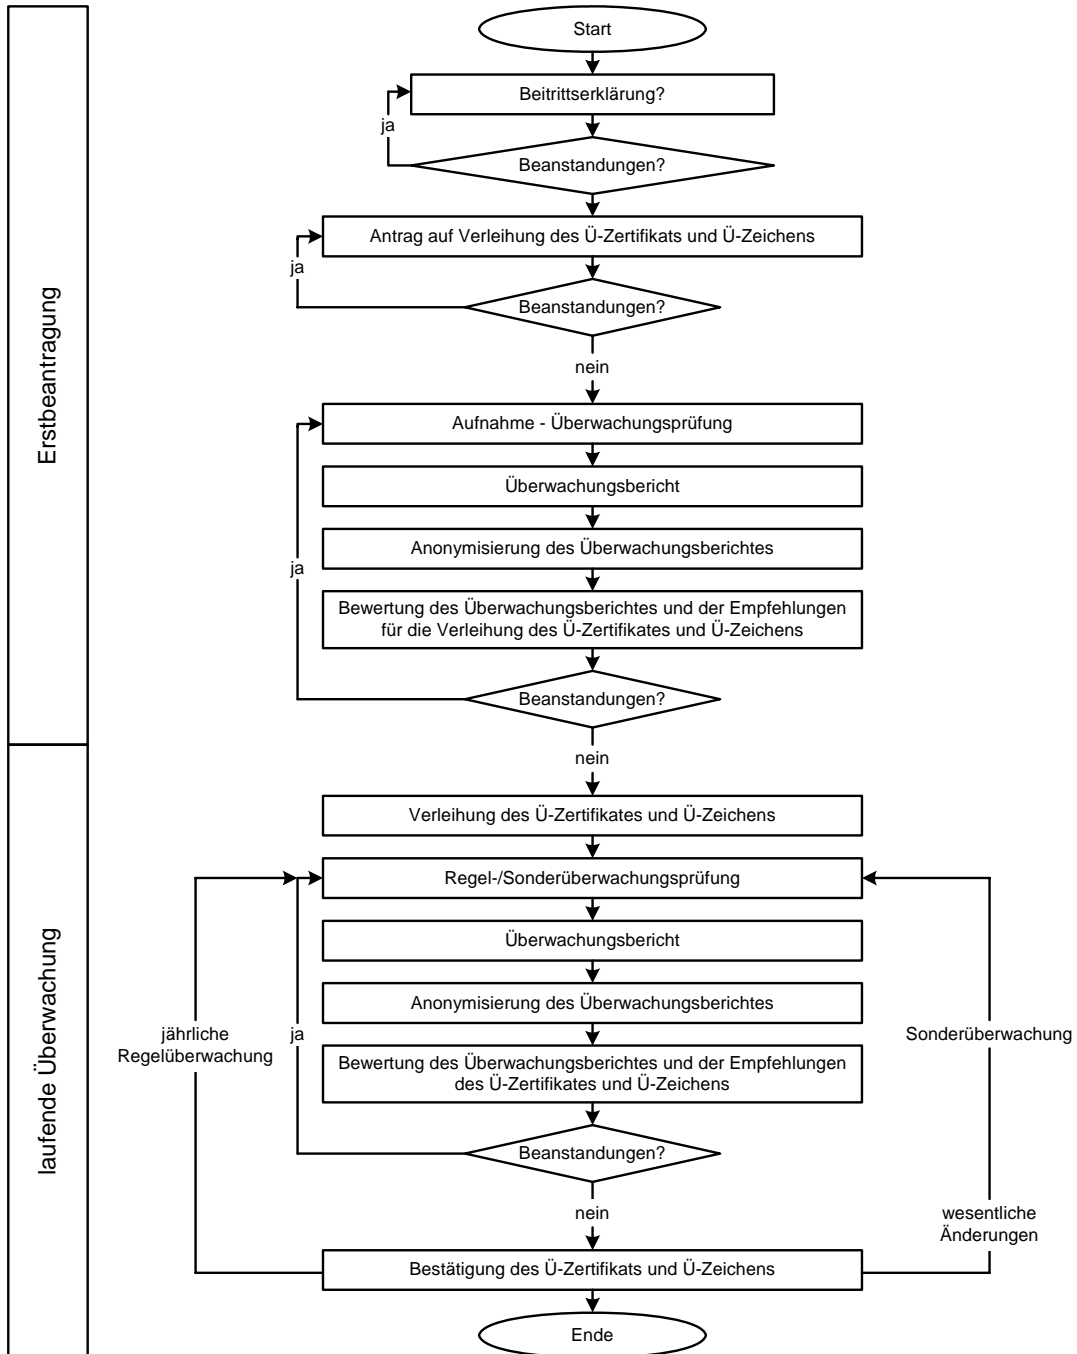 Start
Beitrittserklärung?
ja
Beanstandungen?
Antrag auf Verleihung des Ü-Zertifikats und Ü-Zeichens
ja
Beanstandungen?
nein
Erstbeantragung
Aufnahme - Überwachungsprüfung
Überwachungsbericht
Anonymisierung des Überwachungsberichtes
ja
Bewertung des Überwachungsberichtes und der Empfehlungen
für die Verleihung des Ü-Zertifikates und Ü-Zeichens
Beanstandungen?
nein
Verleihung des Ü-Zertifikates und Ü-Zeichens
Regel-/Sonderüberwachungsprüfung
Überwachungsbericht
Anonymisierung des Überwachungsberichtes
laufende Überwachung
jährliche
Regelüberwachung
ja
Sonderüberwachung
Bewertung des Überwachungsberichtes und der Empfehlungen
des Ü-Zertifikates und Ü-Zeichens
Beanstandungen?
nein
wesentliche
Änderungen
Bestätigung des Ü-Zertifikats und Ü-Zeichens
Ende